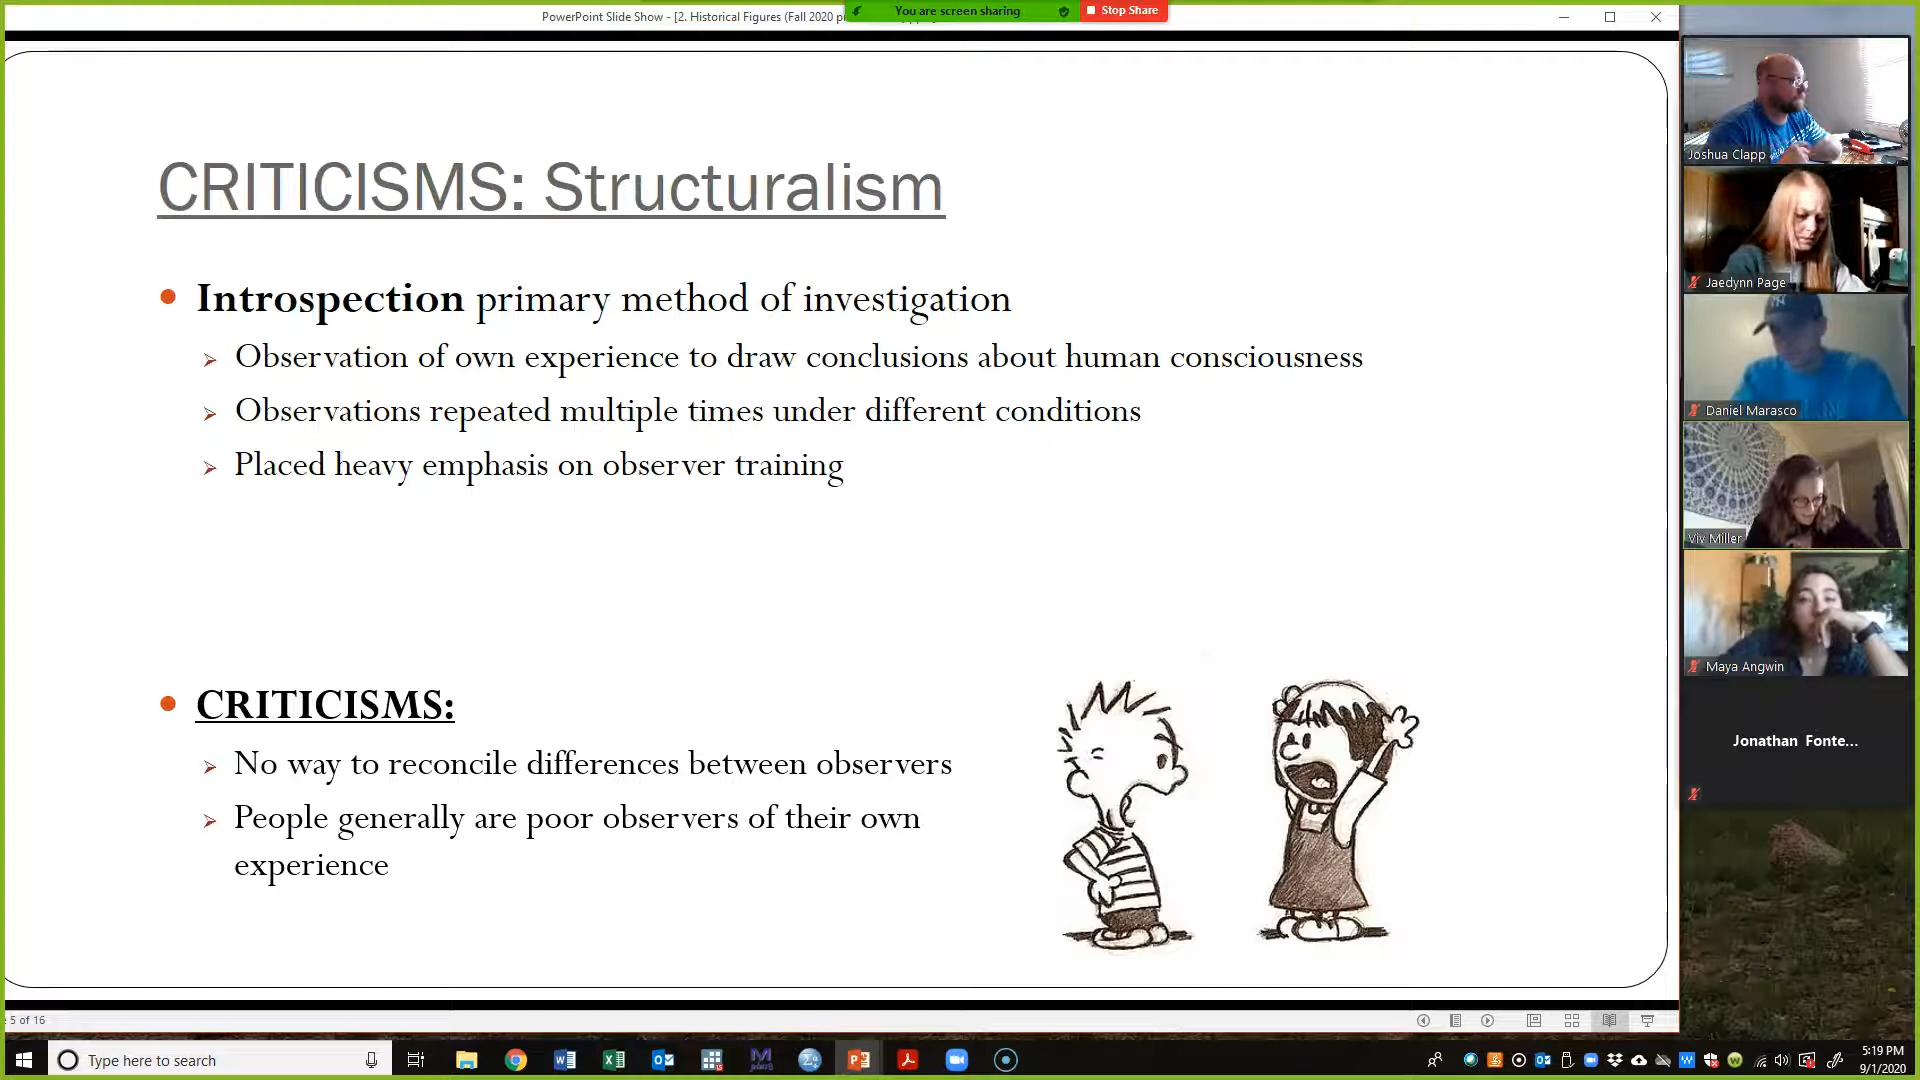 PowerPoint Slide Show - [2. Historical Figures (Fall 2020
You are screen sharing
Stop Share
CRITICISMS: Structuralism
Introspection primary method of investigation
Observation of own experience to draw conclusions about human consciousness
Observations repeated multiple times under different conditions
Placed heavy emphasis on observer training
CRITICISMS:
No way to reconcile differences between observers
People generally are poor observers of their own
experience
Joshua Clapp
Jaedynn Page
Daniel Marasco
Viv Miller
Maya Angwin
Jonathan Fonte...
5 of 16
Type here to search
5:19 PM
9/1/2020